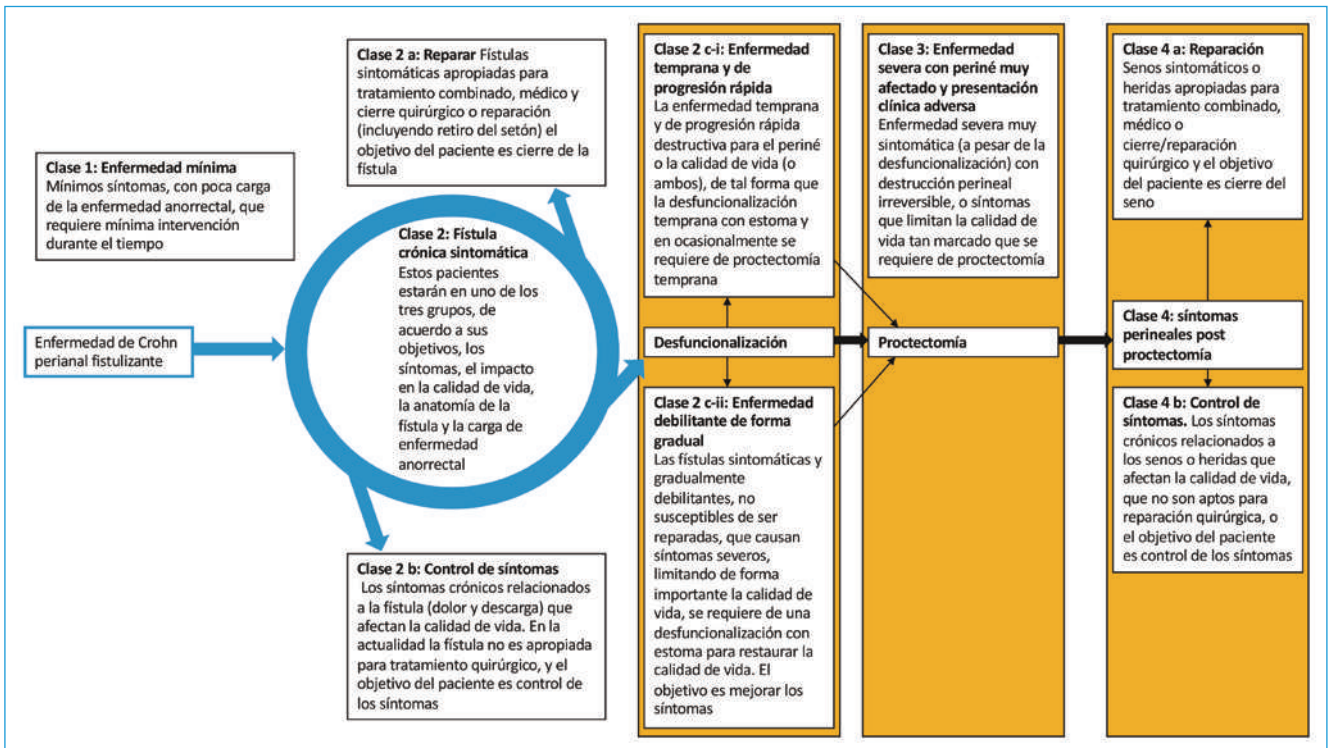 Clase 1: Enfermedad mínima
Mínimos síntomas, con poca carga
de la enfermedad anorrectal, que
requiere mínima intervención
durante el tiempo
Enfermedad de Crohn
perianal fistulizante
Clase 2 a: Reparar Fístulas
sintomáticas apropiadas para
tratamiento combinado, médico y
cierre quirúrgico o reparación
(incluyendo retiro del setón) el
objetivo del paciente es cierre de la
fístula
Clase 2: Fístula
crónica sintomática
Estos pacientes
estarán en uno de los
tres grupos, de
acuerdo a sus
objetivos, los
síntomas, el impacto
en la calidad de vida,
la anatomía de la
fístula y la carga de
enfermedad
anorrectal
Clase 2 b: Control de síntomas
Los síntomas crónicos relacionados
a la fístula (dolor y descarga) que
afectan la calidad de vida. En la
actualidad la fístula no es apropiada
para tratamiento quirúrgico, y el
objetivo del paciente es control de
los síntomas
Clase 2 c-i: Enfermedad
temprana y de
progresión rápida
La enfermedad temprana
y de progresión rápida
destructiva para el periné
o la calidad de vida (o
ambos), de tal forma que
la desfuncionalización
temprana con estoma y
en ocasionalmente se
requiere de proctectomía
temprana
Desfuncionalización
Clase 2 c-ii: Enfermedad
debilitante de forma
gradual
Las fístulas sintomáticas y
gradualmente
debilitantes, no
susceptibles de ser
reparadas, que causan
síntomas severos,
limitando de forma
importante la calidad de
vida, se requiere de una
desfuncionalización con
estoma para restaurar la
calidad de vida. El
objetivo es mejorar los
síntomas
Clase 3: Enfermedad
severa con periné muy
afectado y presentación
clínica adversa
Enfermedad severa muy
sintomática (a pesar de la
desfuncionalización) con
destrucción perineal
irreversible, o síntomas
que limitan la calidad de
vida tan marcado que se
requiere de proctectomía
Proctectomía
Clase 4 a: Reparación
Senos sintomáticos o
heridas apropiadas para
tratamiento combinado,
médico o
cierre/reparación
quirúrgico y el objetivo
del paciente es cierre del
seno
Clase 4: síntomas
perineales post
proctectomía
Clase 4 b: Control de
síntomas. Los síntomas
crónicos relacionados a
los senos o heridas que
afectan la calidad de vida,
que no son aptos para
reparación quirúrgica, o
el objetivo del paciente
es control de los síntomas